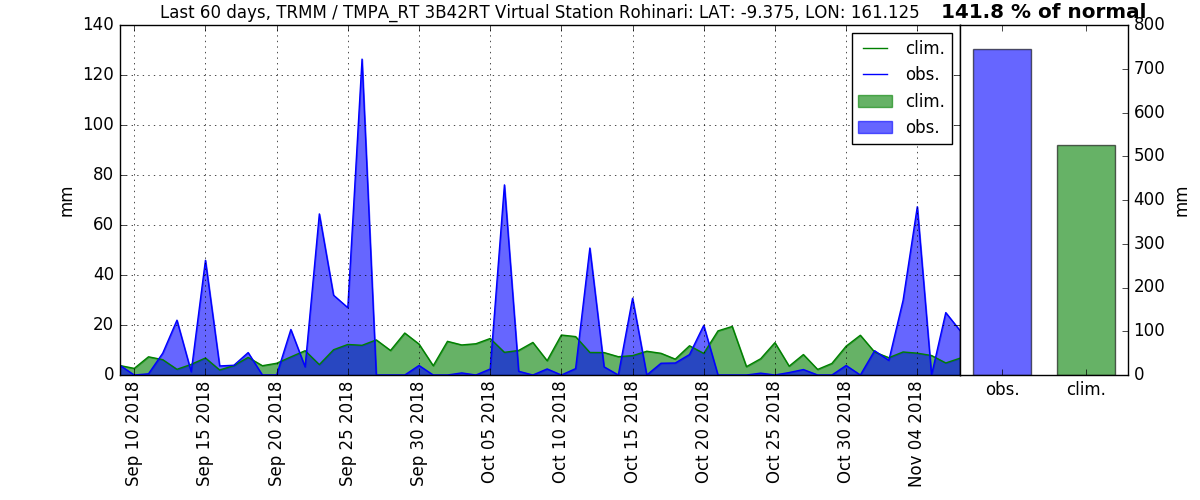 Last 60 days, TRMM / TMPA_RT 3B42RT Virtual Station Rohinari: LAT: -9.375, LON: 161.125
141.8 % of normal
140
120
100
80
60
40
20
0
mm
clim.
obs.
clim.
obs.
800
700
600
500
400
300
200
100
0
mm
Sep 10 2018
Sep 15 2018
Sep 20 2018
Sep 25 2018
Sep 30 2018
Oct 05 2018
Oct 10 2018
Oct 15 2018
Oct 20 2018
Oct 25 2018
Oct 30 2018
Nov 04 2018
obs.
clim.